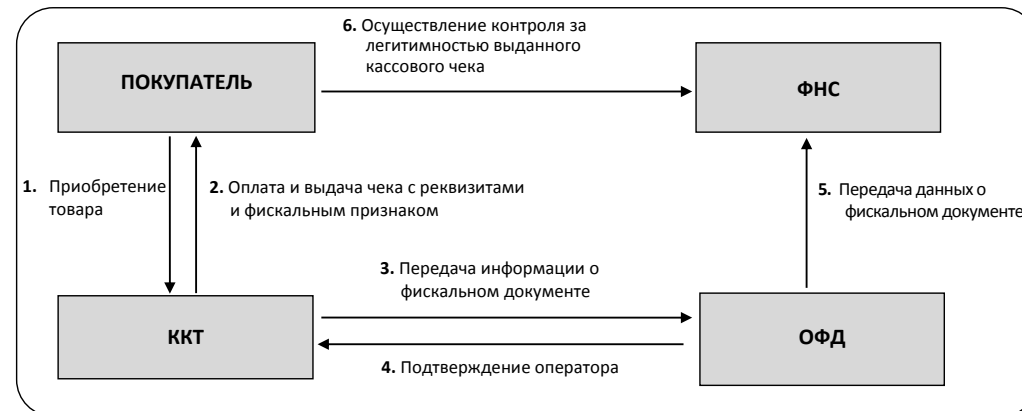 6. Осуществление контроля за
легитимностью выданного
кассового чека
ПОКУПАТЕЛЬ
ФНС
1. Приобретение
товара
2. Оплата и выдача чека с реквизитами
и фискальным признаком
5. Передача данных о
фискальном документе
3. Передача информации о
фискальном документе
ККТ
ОФД
4. Подтверждение оператора